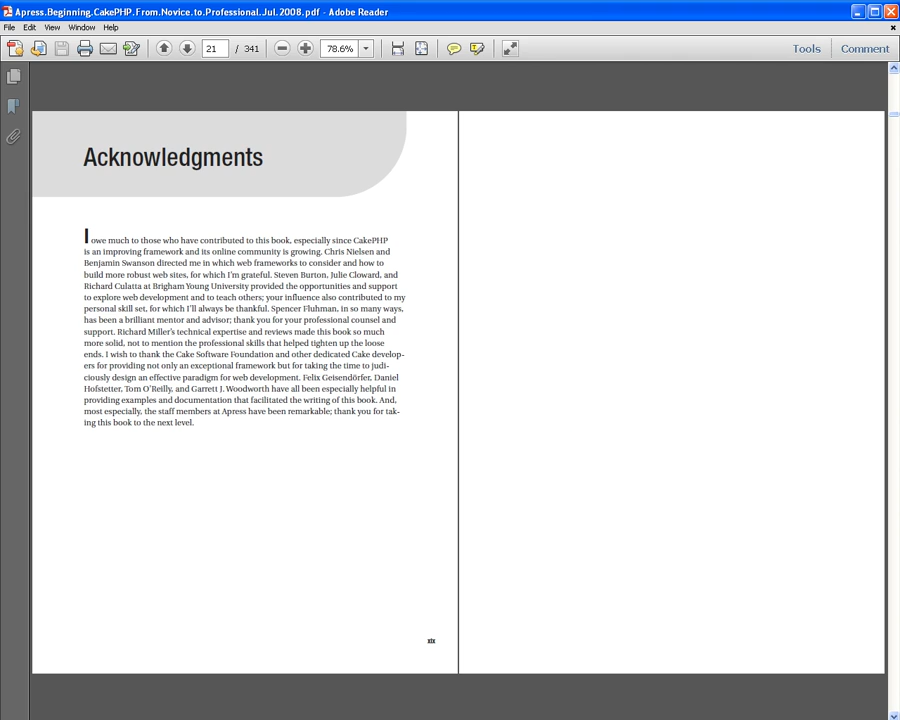 Apress.Beginning.CakePHP.From.Novice.to.Professional.Jul.2008.pdf - Adobe Reader
File Edit View Window Help
21 / 341 78.6% Tools Comment
Acknowledgments
I owe much to those who have contributed to this book, especially since CakePHP
is an improving framework and its online community is growing. Chris Nielsen and
Benjamin Swanson directed me in which web frameworks to consider and how to
build more robust web sites, for which I'm grateful. Steven Burton, Julie Cloward, and
Richard Culatta at Brigham Young University provided the opportunities and support
to explore web development and to teach others; your influence also contributed to my
personal skill set, for which I'll always be thankful. Spencer Fluhman, in so many ways,
has been a brilliant mentor and advisor; thank you for your professional counsel and
support. Richard Miller's technical expertise and reviews made this book so much
more solid, not to mention the professional skills that helped tighten up the loose
ends. I wish to thank the Cake Software Foundation and other dedicated Cake develop-
ers for providing not only an exceptional framework but for taking the time to judi-
ciously design an effective paradigm for web development. Felix Geisendörfer, Daniel
Hofstetter, Tom O'Reilly, and Garrett J. Woodworth have all been especially helpful in
providing examples and documentation that facilitated the writing of this book. And,
most especially, the staff members at Apress have been remarkable; thank you for tak-
ing this book to the next level.
xix